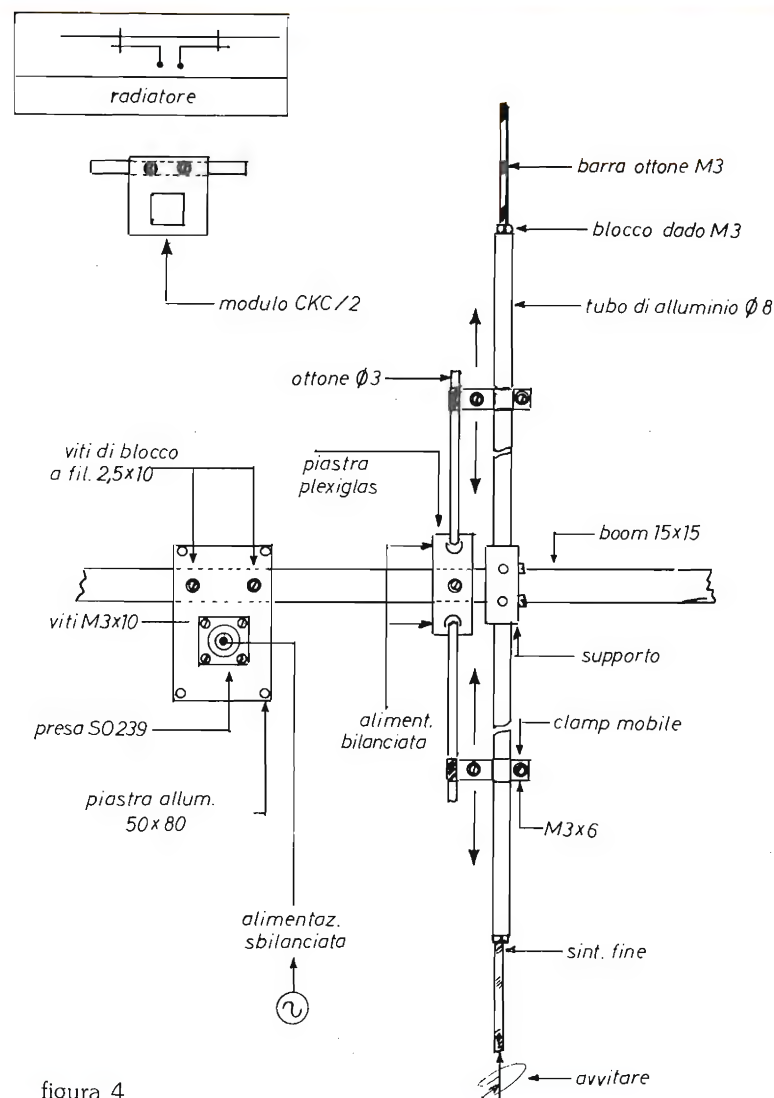 radiatore
modulo CKC/2
barra ottone M3
blocco dado M3
tubo di alluminio Ø 8
ottone Ø3
viti di blocco
a fil. 2,5x10
piastra
plexiglas
boom 15x15
viti M3x10
supporto
presa SO239
aliment.
bilanciata
clamp mobile
piastra allum.
50x80
M3x6
alimentaz.
sbilanciata
sint. fine
avvitare
figura 4